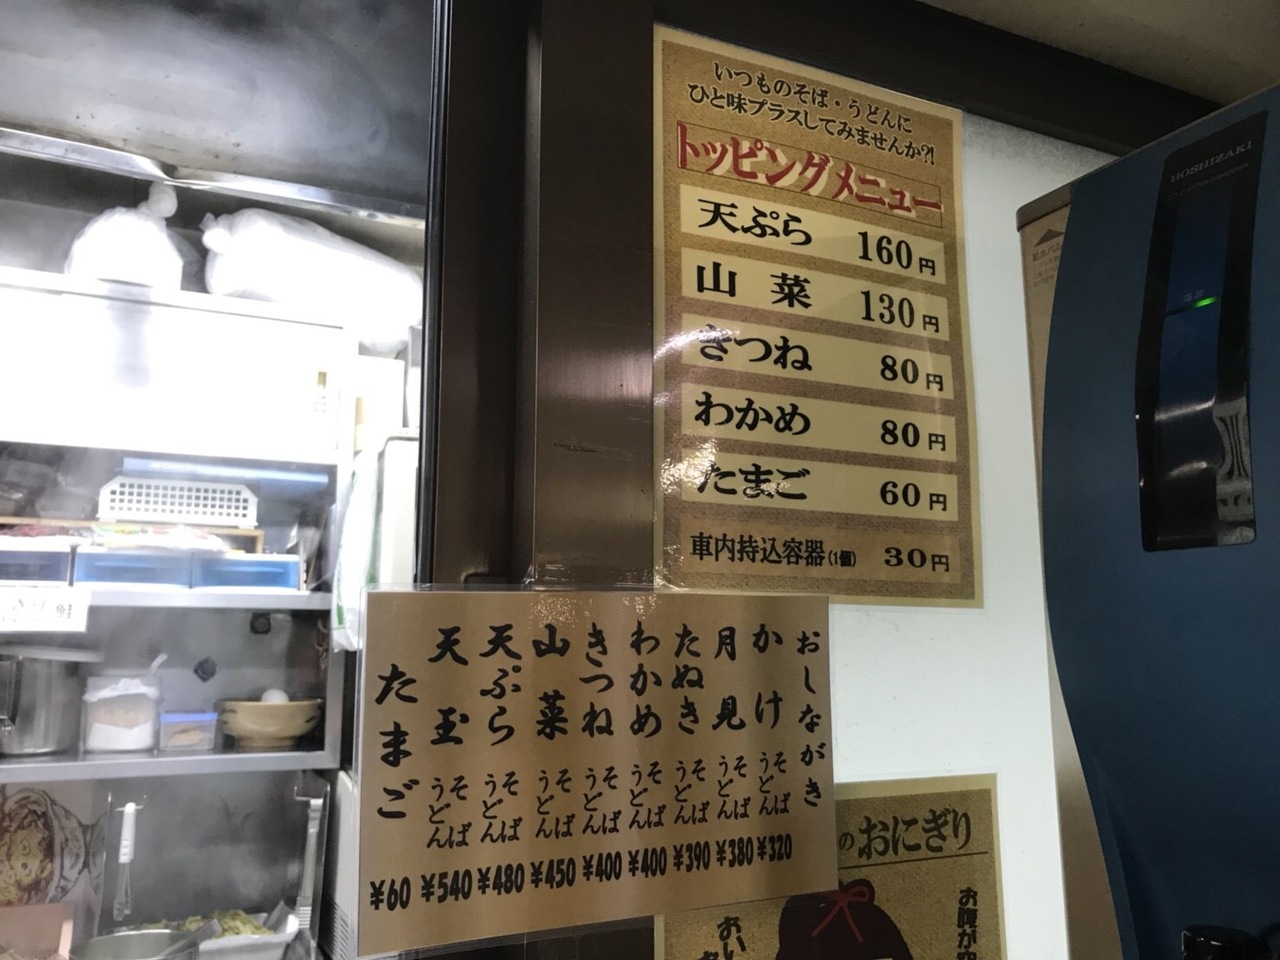 いつものそば・うどんに
ひと味プラスしてみませんか?!
トッピングメニュー
天ぷら 160円
山菜 130円
きつね 80円
わかめ 80円
たまご 60円
車内持込容器(1個) 30円
HOSHIZAKI
おしながき
かけ そば うどん ¥320
月見 そば うどん ¥380
たぬき そば うどん ¥390
わかめ そば うどん ¥400
きつね そば うどん ¥400
山菜 そば うどん ¥450
天ぷら そば うどん ¥480
天玉 そば うどん ¥540
たまご ¥60
のおにぎり
お腹が
おい